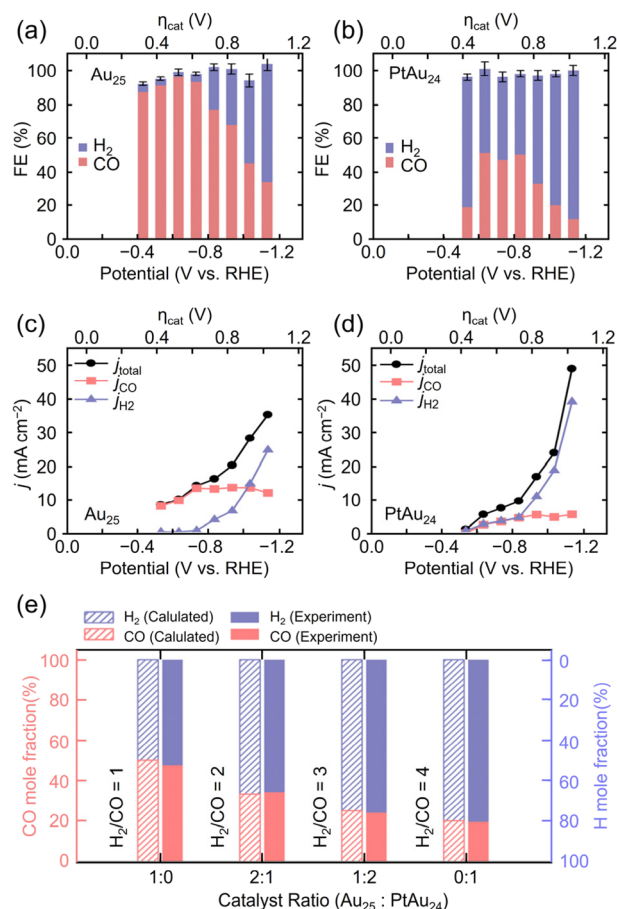 (a)
η_cat (V)
0.0 0.4 0.8 1.2
Au₂₅
H₂
CO
FE (%)
100
80
60
40
20
0
0.0 −0.4 −0.8 −1.2
Potential (V vs. RHE)
(b)
η_cat (V)
0.0 0.4 0.8 1.2
PtAu₂₄
H₂
CO
FE (%)
100
80
60
40
20
0
0.0 −0.4 −0.8 −1.2
Potential (V vs. RHE)
(c)
η_cat (V)
0.0 0.4 0.8 1.2
j_total
j_CO
j_H2
Au₂₅
j (mA cm⁻²)
50
40
30
20
10
0
0.0 −0.4 −0.8 −1.2
Potential (V vs. RHE)
(d)
η_cat (V)
0.0 0.4 0.8 1.2
j_total
j_CO
j_H2
PtAu₂₄
j (mA cm⁻²)
50
40
30
20
10
0
0.0 −0.4 −0.8 −1.2
Potential (V vs. RHE)
(e)
H₂ (Calulated) H₂ (Experiment)
CO (Calulated) CO (Experiment)
CO mole fraction(%)
100
80
60
40
20
0
H₂/CO = 1
H₂/CO = 2
H₂/CO = 3
H₂/CO = 4
0
20
40
60
80
100
H mole fraction(%)
1:0 2:1 1:2 0:1
Catalyst Ratio (Au₂₅ : PtAu₂₄)